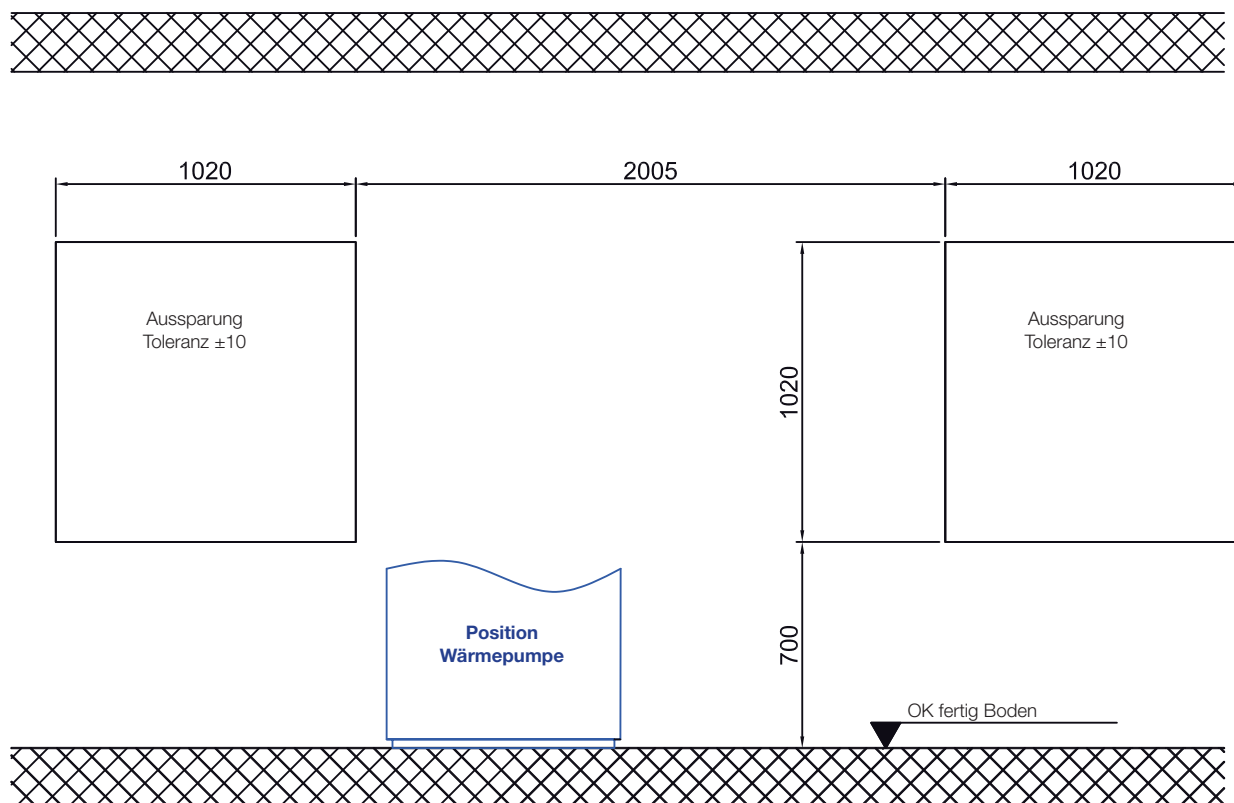 1020
2005
1020
Aussparung
Toleranz ±10
Aussparung
Toleranz ±10
1020
Position
Wärmepumpe
700
OK fertig Boden